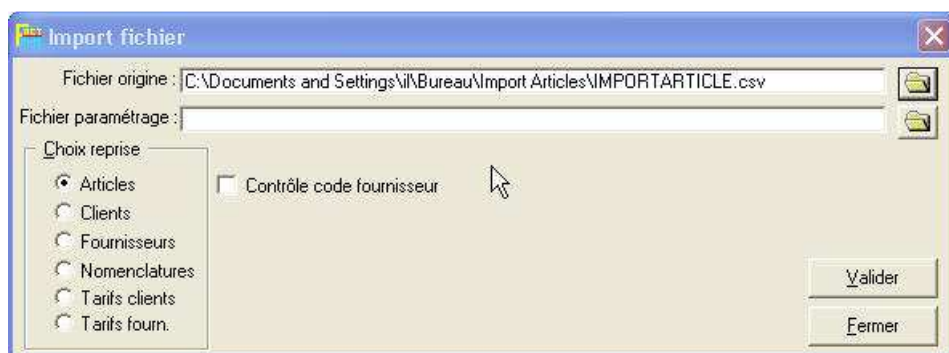 Import fichier
Fichier origine : C:\Documents and Settings\il\Bureau\Import Articles\IMPORTARTICLE.csv
Fichier paramétrage :
Choix reprise
Articles
Contrôle code fournisseur
Clients
Fournisseurs
Nomenclatures
Tarifs clients
Tarifs fourn.
Valider
Fermer